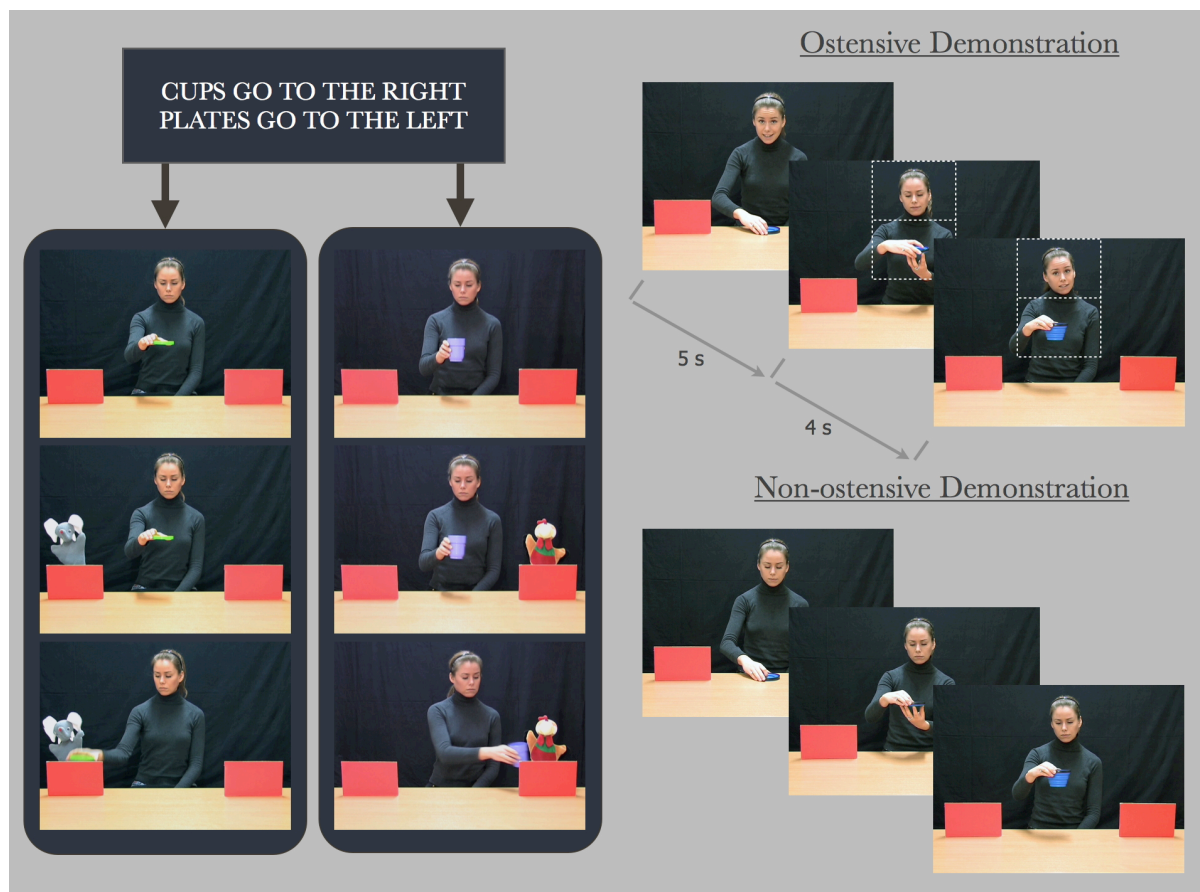 CUPS GO TO THE RIGHT
PLATES GO TO THE LEFT
Ostensive Demonstration
5 s
4 s
Non-ostensive Demonstration